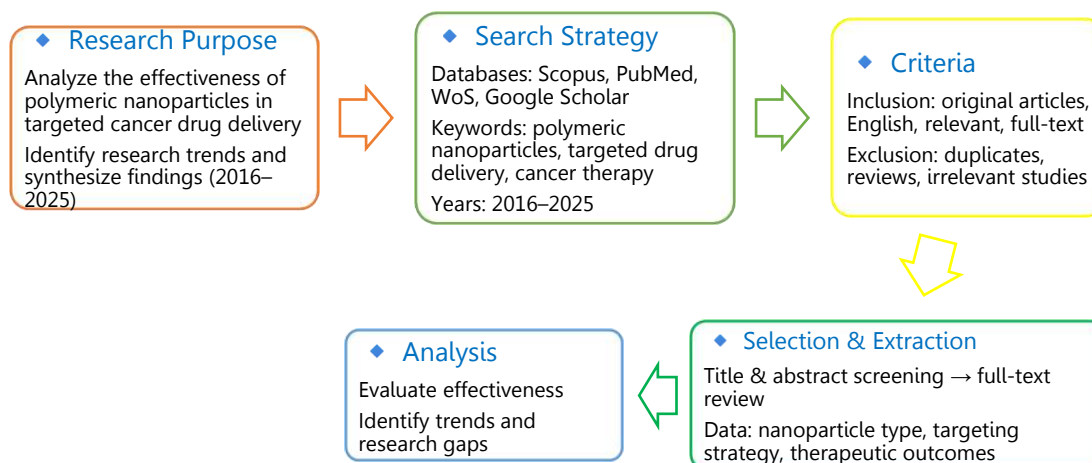 Research Purpose
Analyze the effectiveness of
polymeric nanoparticles in
targeted cancer drug delivery
Identify research trends and
synthesize findings (2016–
2025)
Search Strategy
Databases: Scopus, PubMed,
WoS, Google Scholar
Keywords: polymeric
nanoparticles, targeted drug
delivery, cancer therapy
Years: 2016–2025
Criteria
Inclusion: original articles,
English, relevant, full-text
Exclusion: duplicates,
reviews, irrelevant studies
Selection & Extraction
Title & abstract screening → full-text
review
Data: nanoparticle type, targeting
strategy, therapeutic outcomes
Analysis
Evaluate effectiveness
Identify trends and
research gaps